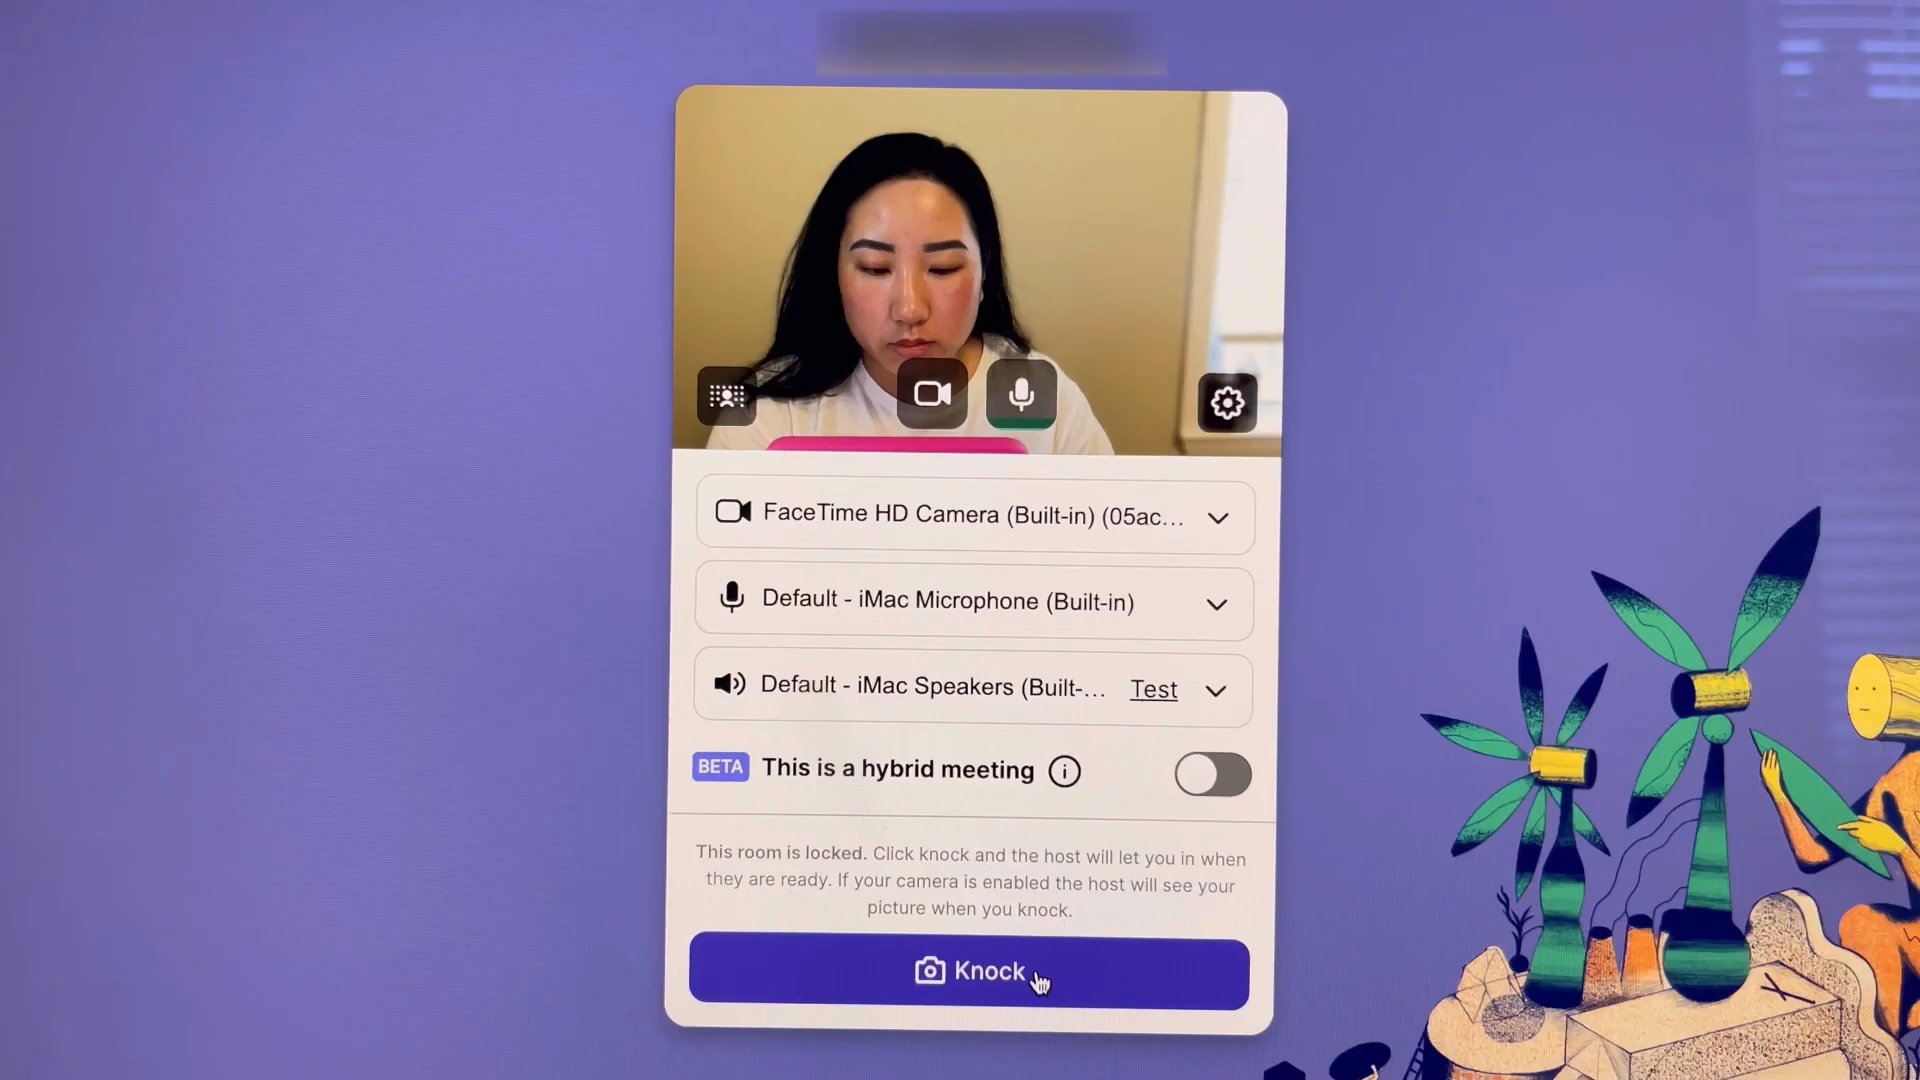 FaceTime HD Camera (Built-in) (05ac...
Default - iMac Microphone (Built-in)
Default - iMac Speakers (Built-... Test
BETA This is a hybrid meeting
This room is locked. Click knock and the host will let you in when
they are ready. If your camera is enabled the host will see your
picture when you knock.
Knock